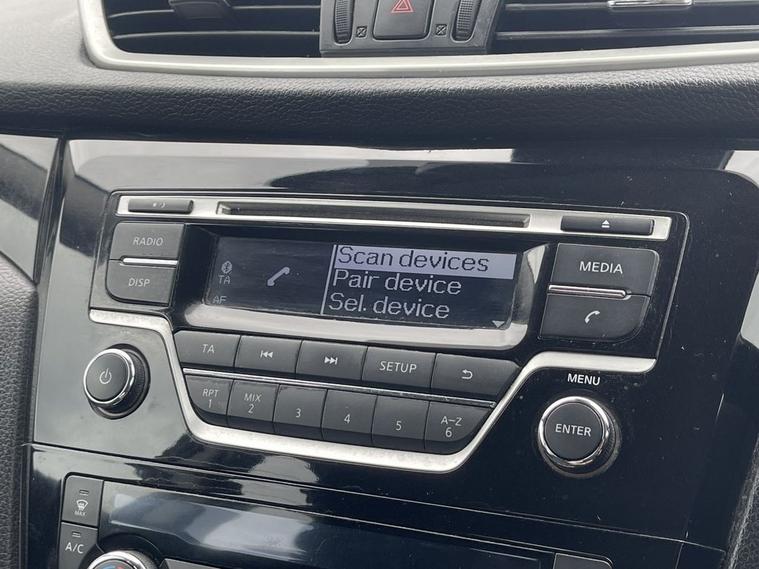 RADIO
MEDIA
DISP
TA
AF
Scan devices
Pair device
Sel. device
TA
SETUP
MENU
RPT
1
MIX
2
3
4
5
A-Z
6
ENTER
MAX
A/C